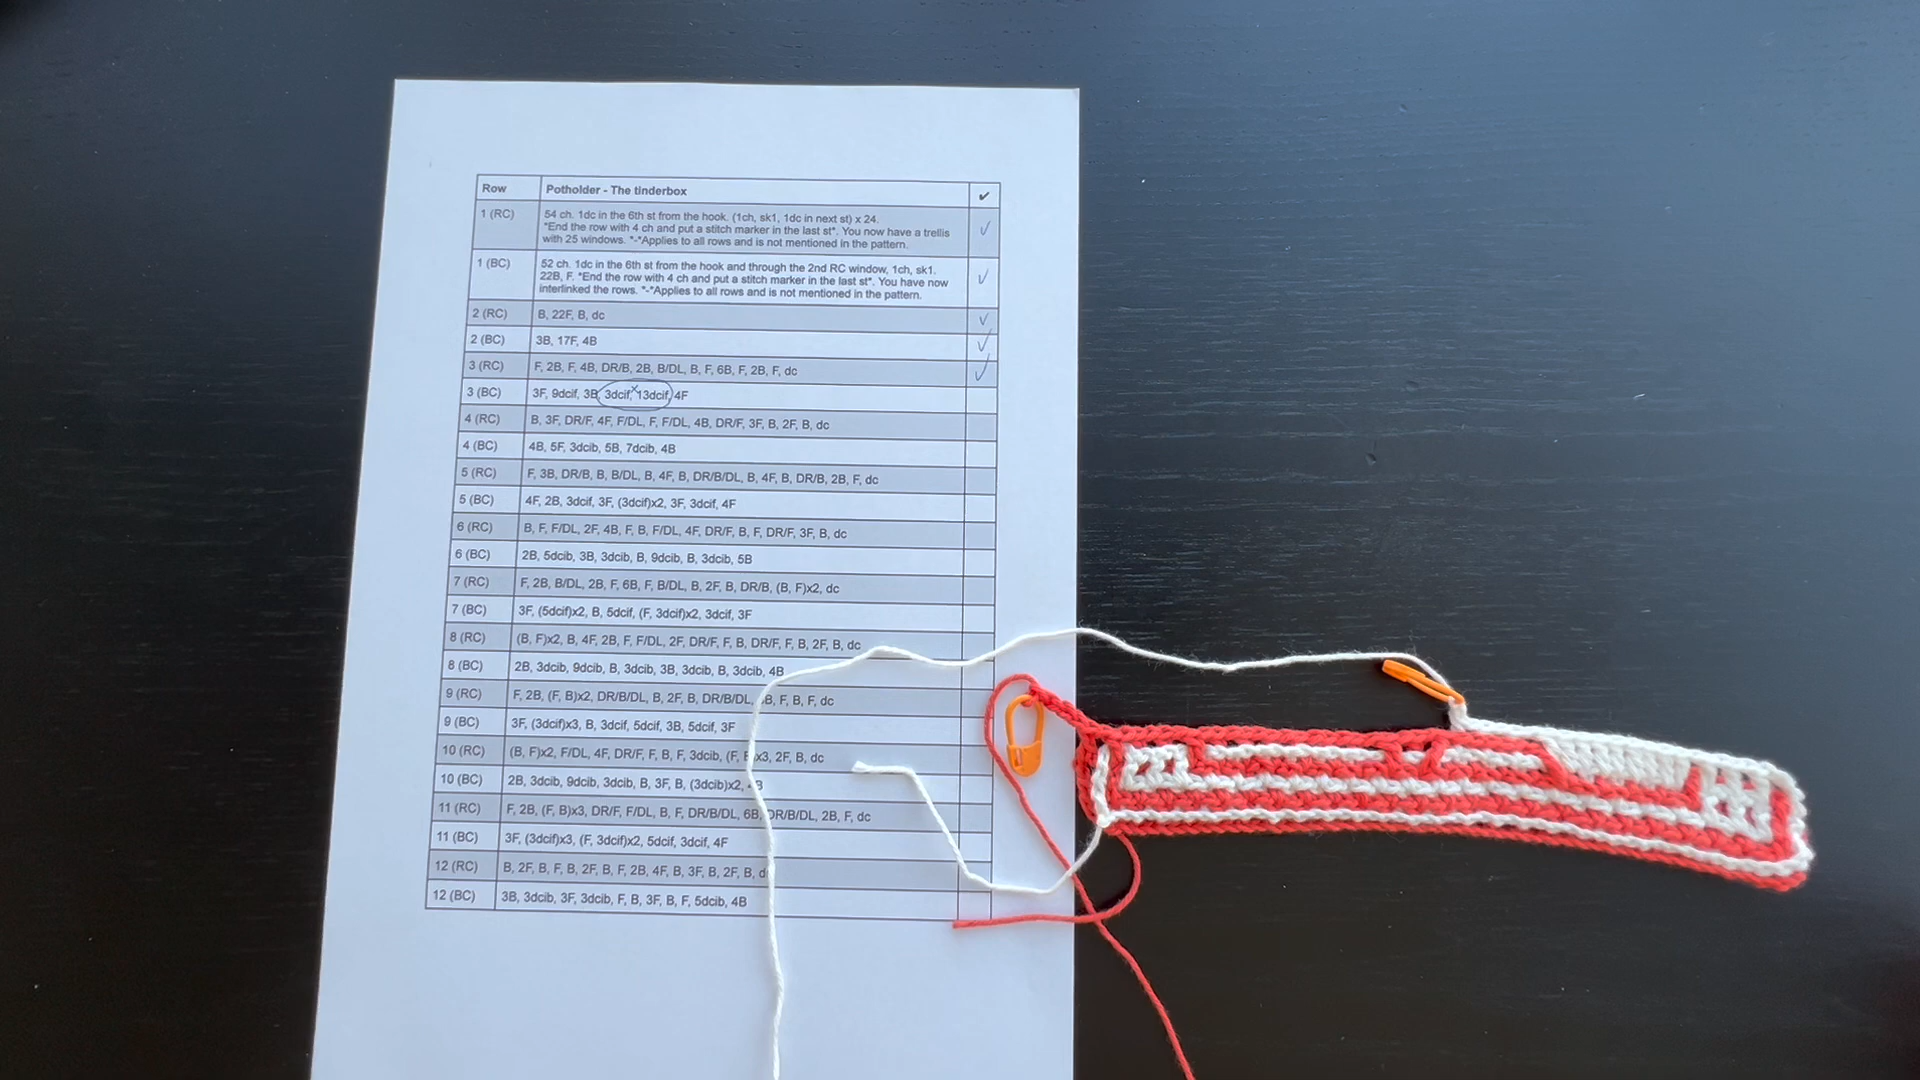 Row Potholder - The tinderbox ✔
1 (RC) 54 ch. 1dc in the 6th st from the hook. (1ch, sk1, 1dc in next st) x 24.
*End the row with 4 ch and put a stitch marker in the last st*. You now have a trellis
with 25 windows. *-*Applies to all rows and is not mentioned in the pattern. ✓
1 (BC) 52 ch. 1dc in the 6th st from the hook and through the 2nd RC window, 1ch, sk1.
22B, F. *End the row with 4 ch and put a stitch marker in the last st*. You have now
interlinked the rows. *-*Applies to all rows and is not mentioned in the pattern. ✓
2 (RC) B, 22F, B, dc ✓
2 (BC) 3B, 17F, 4B ✓
3 (RC) F, 2B, F, 4B, DR/B, 2B, B/DL, B, F, 6B, F, 2B, F, dc ✓
3 (BC) 3F, 9dcif, 3B, 3dcif, x 13dcif, 4F
4 (RC) B, 3F, DR/F, 4F, F/DL, F, F/DL, 4B, DR/F, 3F, B, 2F, B, dc
4 (BC) 4B, 5F, 3dcib, 5B, 7dcib, 4B
5 (RC) F, 3B, DR/B, B, B/DL, B, 4F, B, DR/B/DL, B, 4F, B, DR/B, 2B, F, dc
5 (BC) 4F, 2B, 3dcif, 3F, (3dcif)x2, 3F, 3dcif, 4F
6 (RC) B, F, F/DL, 2F, 4B, F, B, F/DL, 4F, DR/F, B, F, DR/F, 3F, B, dc
6 (BC) 2B, 5dcib, 3B, 3dcib, B, 9dcib, B, 3dcib, 5B
7 (RC) F, 2B, B/DL, 2B, F, 6B, F, B/DL, B, 2F, B, DR/B, (B, F)x2, dc
7 (BC) 3F, (5dcif)x2, B, 5dcif, (F, 3dcif)x2, 3dcif, 3F
8 (RC) (B, F)x2, B, 4F, 2B, F, F/DL, 2F, DR/F, F, B, DR/F, F, B, 2F, B, dc
8 (BC) 2B, 3dcib, 9dcib, B, 3dcib, 3B, 3dcib, B, 3dcib, 4B
9 (RC) F, 2B, (F, B)x2, DR/B/DL, B, 2F, B, DR/B/DL, B, F, B, F, dc
9 (BC) 3F, (3dcif)x3, B, 3dcif, 5dcif, 3B, 5dcif, 3F
10 (RC) (B, F)x2, F/DL, 4F, DR/F, F, B, F, 3dcib, (F, B)x3, 2F, B, dc
10 (BC) 2B, 3dcib, 9dcib, 3dcib, B, 3F, B, (3dcib)x2, B
11 (RC) F, 2B, (F, B)x3, DR/F, F/DL, B, F, DR/B/DL, 6B, DR/B/DL, 2B, F, dc
11 (BC) 3F, (3dcif)x3, (F, 3dcif)x2, 5dcif, 3dcif, 4F
12 (RC) B, 2F, B, F, B, 2F, B, F, 2B, 4F, B, 3F, B, 2F, B, d
12 (BC) 3B, 3dcib, 3F, 3dcib, F, B, 3F, B, F, 5dcib, 4B